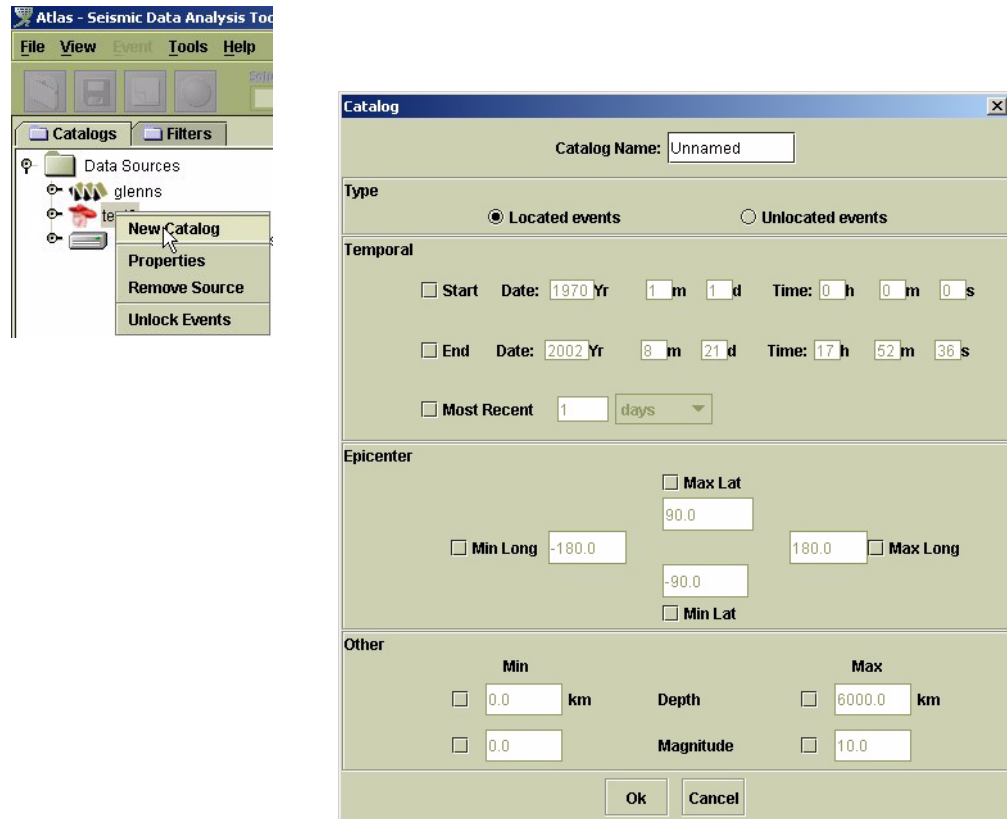 Atlas - Seismic Data Analysis Too
File View Event Tools Help
Catalogs Filters
Data Sources
glenns
New Catalog
Properties
Remove Source
Unlock Events
Catalog
Catalog Name: Unnamed
Type
Located events Unlocated events
Temporal
Start Date: 1970 Yr 1 m 1 d Time: 0 h 0 m 0 s
End Date: 2002 Yr 8 m 21 d Time: 17 h 52 m 36 s
Most Recent 1 days
Epicenter
Max Lat
90.0
Min Long -180.0 180.0 Max Long
-90.0
Min Lat
Other
Min Max
0.0 km Depth 6000.0 km
0.0 Magnitude 10.0
Ok Cancel